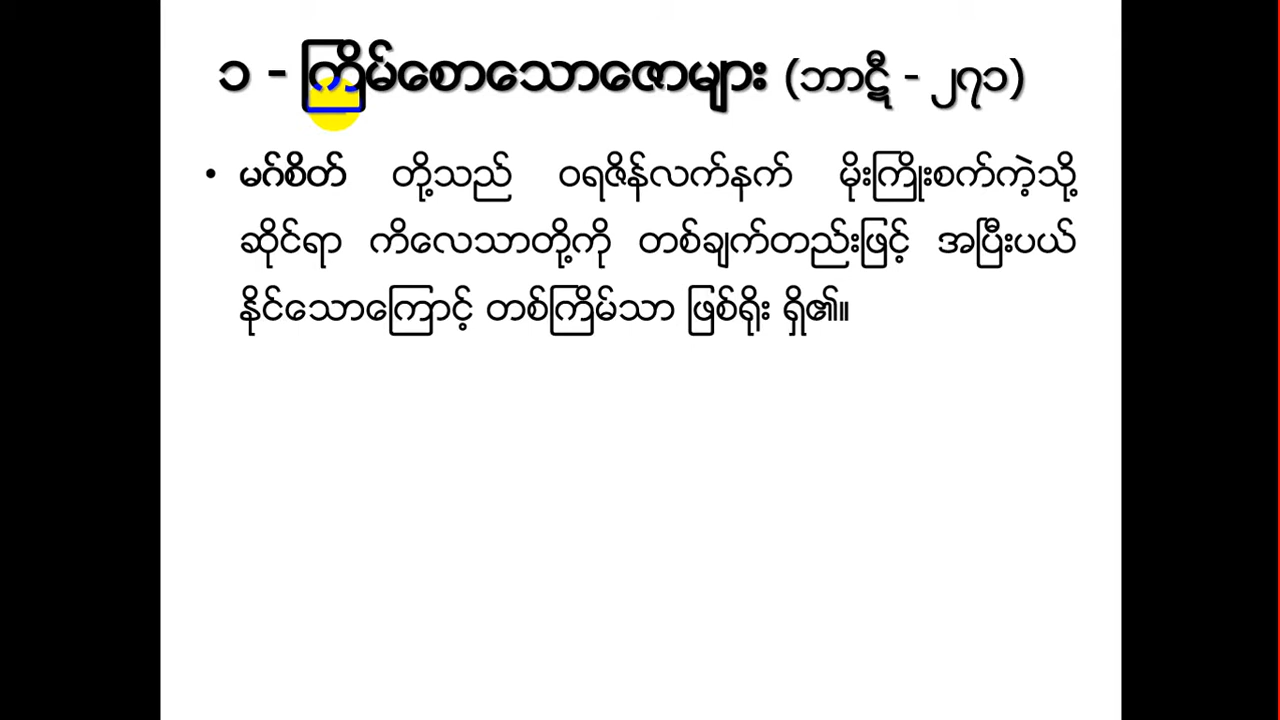 ၁ - ကြိမ်စောသောဇောများ (ဘာဋီ - ၂၇၁)
• မဂ်စိတ် တို့သည် ဝရဇိန်လက်နက် မိုးကြိုးစက်ကဲ့သို့
ဆိုင်ရာ ကိလေသာတို့ကို တစ်ချက်တည်းဖြင့် အပြီးပယ်
နိုင်သောကြောင့် တစ်ကြိမ်သာ ဖြစ်ရိုး ရှိ၏။